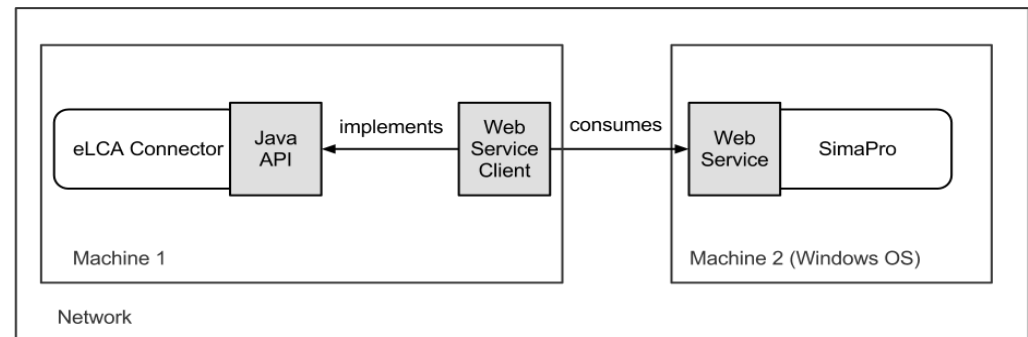 eLCA Connector
Java
API
implements
Web
Service
Client
consumes
Web
Service
SimaPro
Machine 1
Machine 2 (Windows OS)
Network